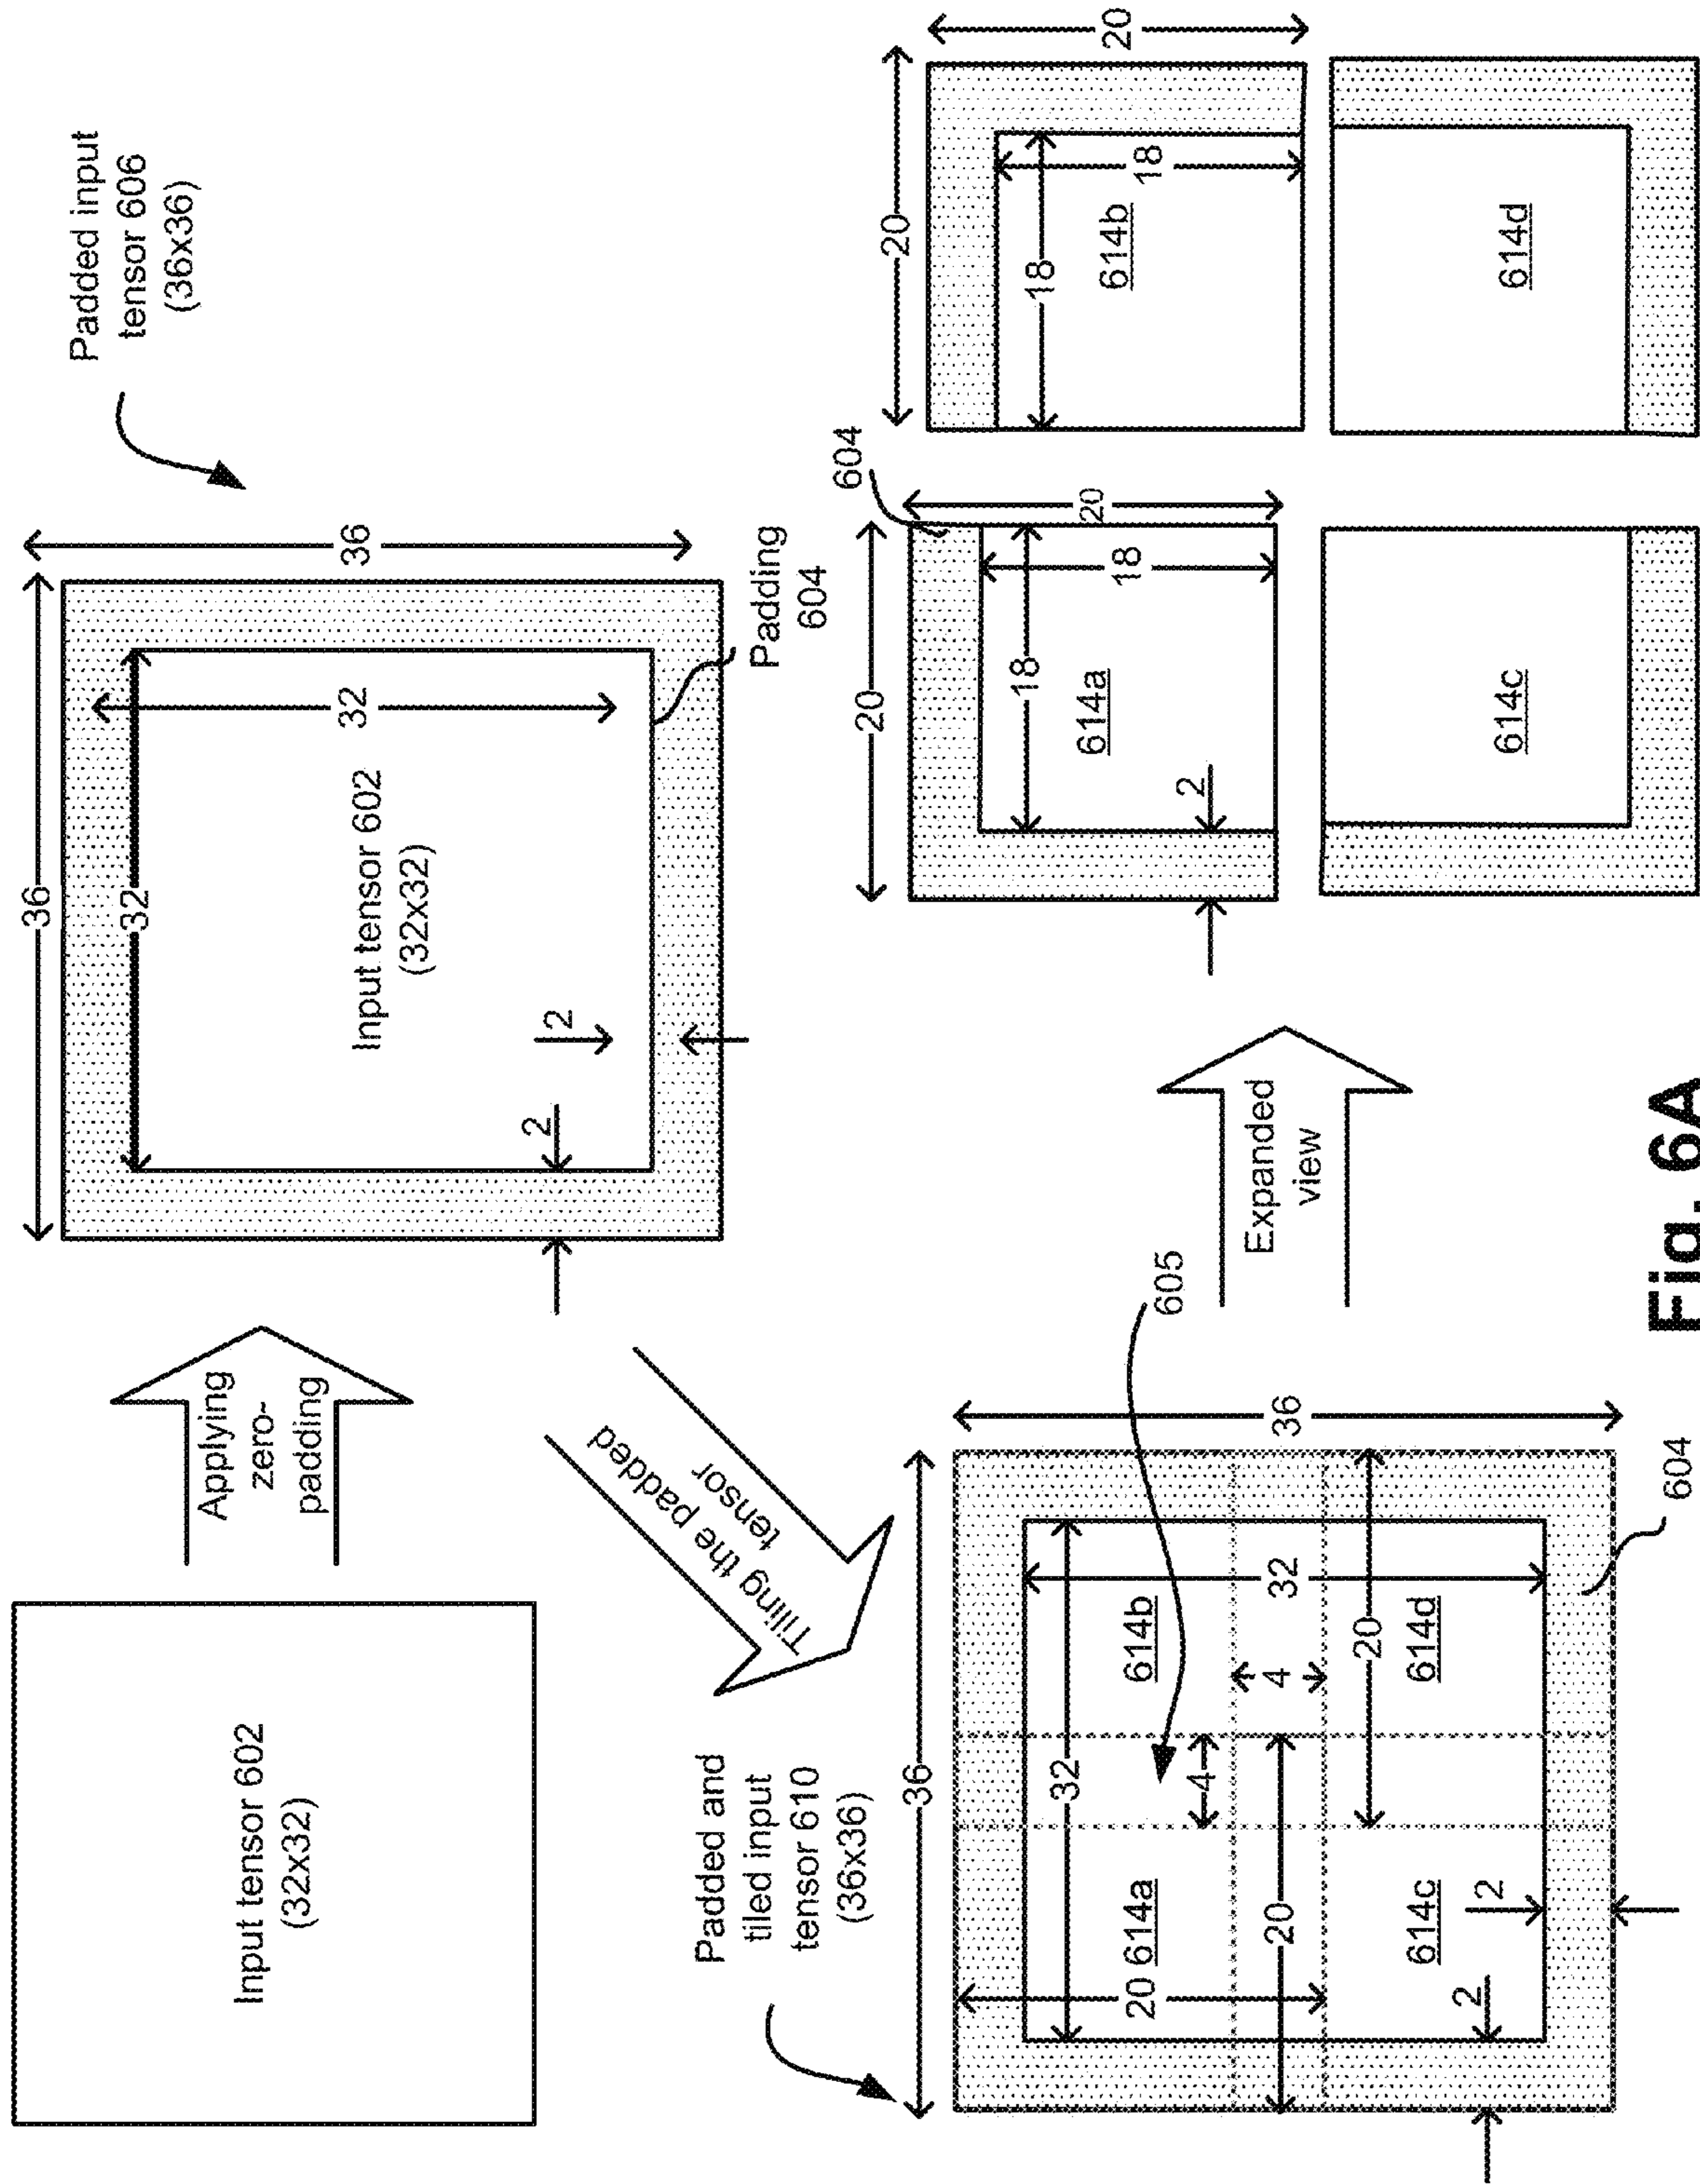 Input tensor 602
(32x32)
Applying
zero-
padding
36
32
Input tensor 602
(32x32)
32
36
2
2
Padding
604
Padded input
tensor 606
(36x36)
Tilling the padded
tensor
Padded and
tiled input
tensor 610
(36x36)
36
32
20 614a
4
614b
32
36
605
20
4
20
614c
614d
2
2
604
Expanded
view
20
604
18
614a
18
20
2
20
18
614b
18
20
614c
614d
Fig. 6A